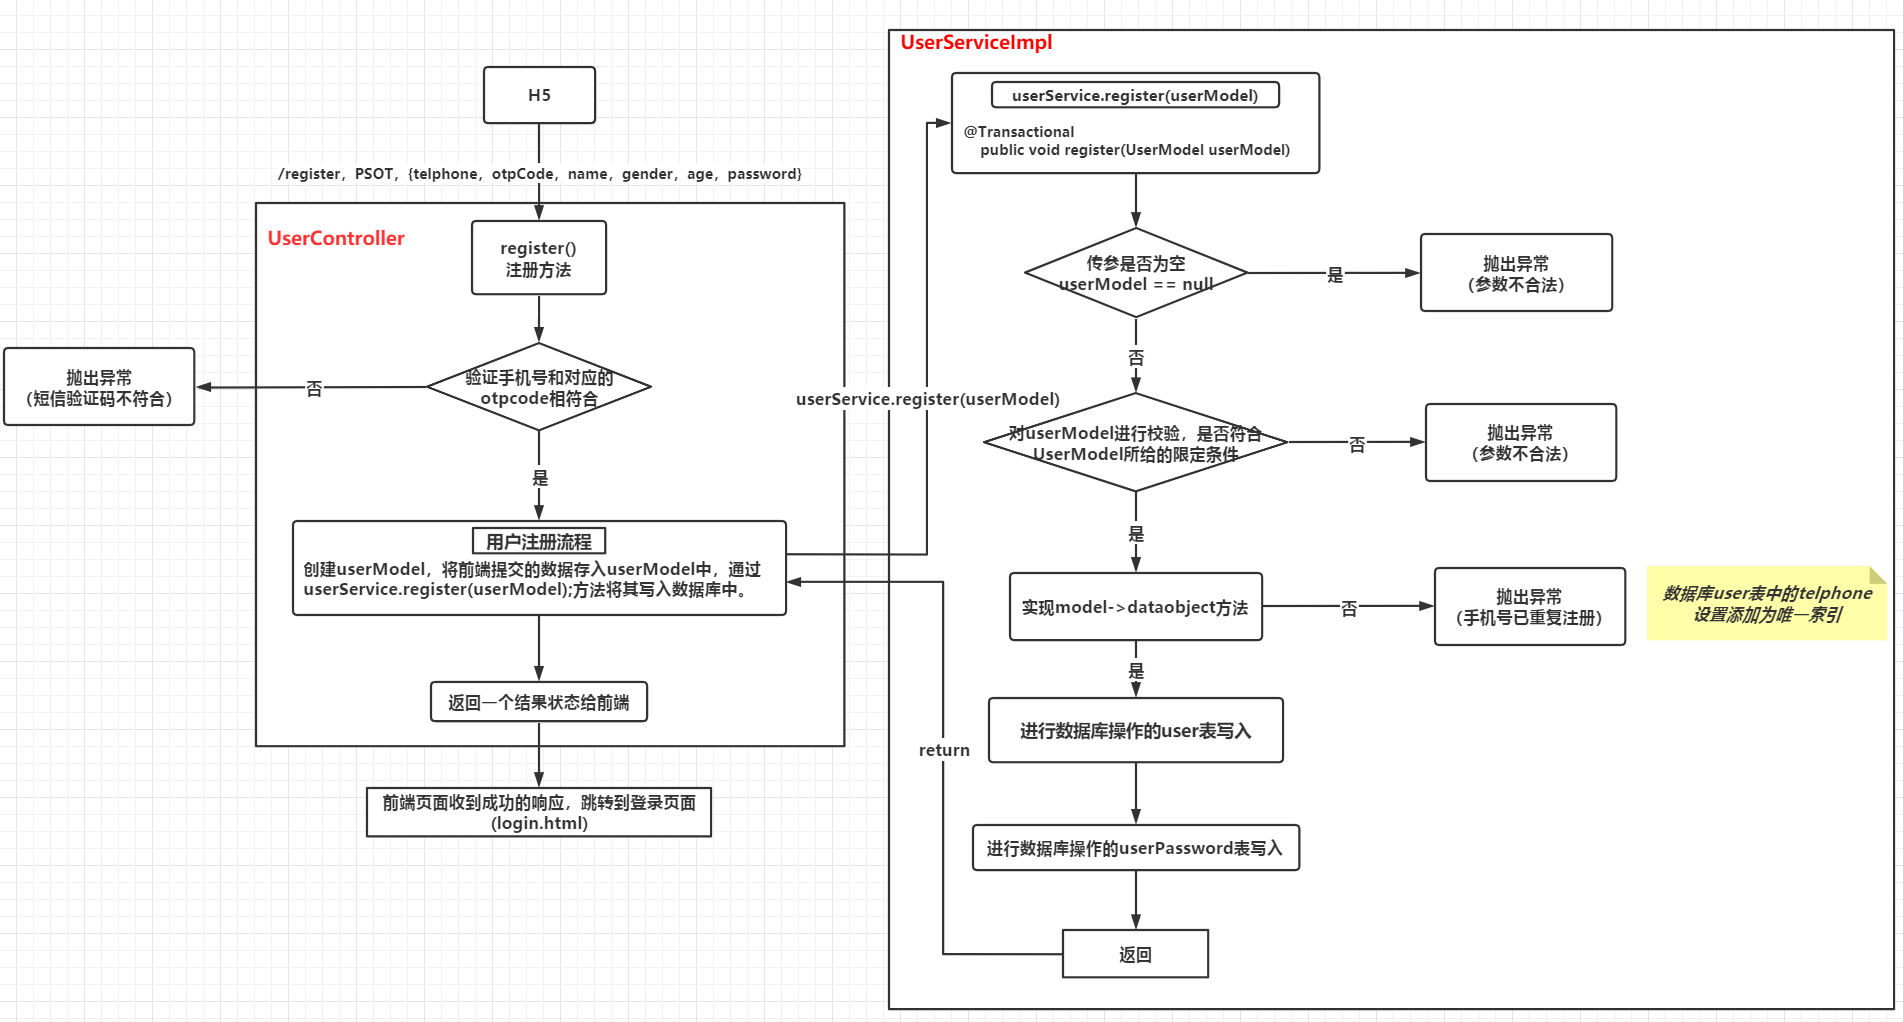 H5
/register，PSOT，{telphone，otpCode，name，gender，age，password}
UserController
register()
注册方法
验证手机号和对应的
otpcode相符合
否
抛出异常
（短信验证码不符合）
是
用户注册流程
创建userModel，将前端提交的数据存入userModel中，通过
userService.register(userModel);方法将其写入数据库中。
返回一个结果状态给前端
前端页面收到成功的响应，跳转到登录页面
(login.html)
userService.register(userModel)
return
UserServiceImpl
userService.register(userModel)
@Transactional
public void register(UserModel userModel)
传参是否为空
userModel == null
是
抛出异常
（参数不合法）
否
对userModel进行校验，是否符合
UserModel所给的限定条件
否
抛出异常
（参数不合法）
是
实现model->dataobject方法
否
抛出异常
（手机号已重复注册）
数据库user表中的telphone
设置添加为唯一索引
是
进行数据库操作的user表写入
进行数据库操作的userPassword表写入
返回